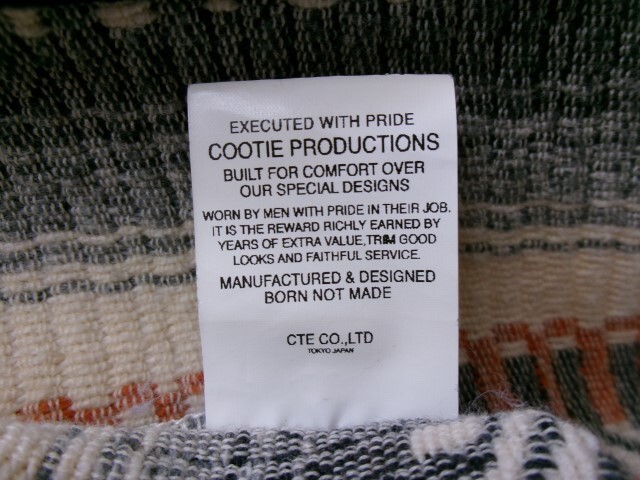 EXECUTED WITH PRIDE
COOTIE PRODUCTIONS
BUILT FOR COMFORT OVER
OUR SPECIAL DESIGNS
WORN BY MEN WITH PRIDE IN THEIR JOB.
IT IS THE REWARD RICHLY EARNED BY
YEARS OF EXTRA VALUE,TRIM GOOD
LOOKS AND FAITHFUL SERVICE.
MANUFACTURED & DESIGNED
BORN NOT MADE
CTE CO.,LTD
TOKYO JAPAN